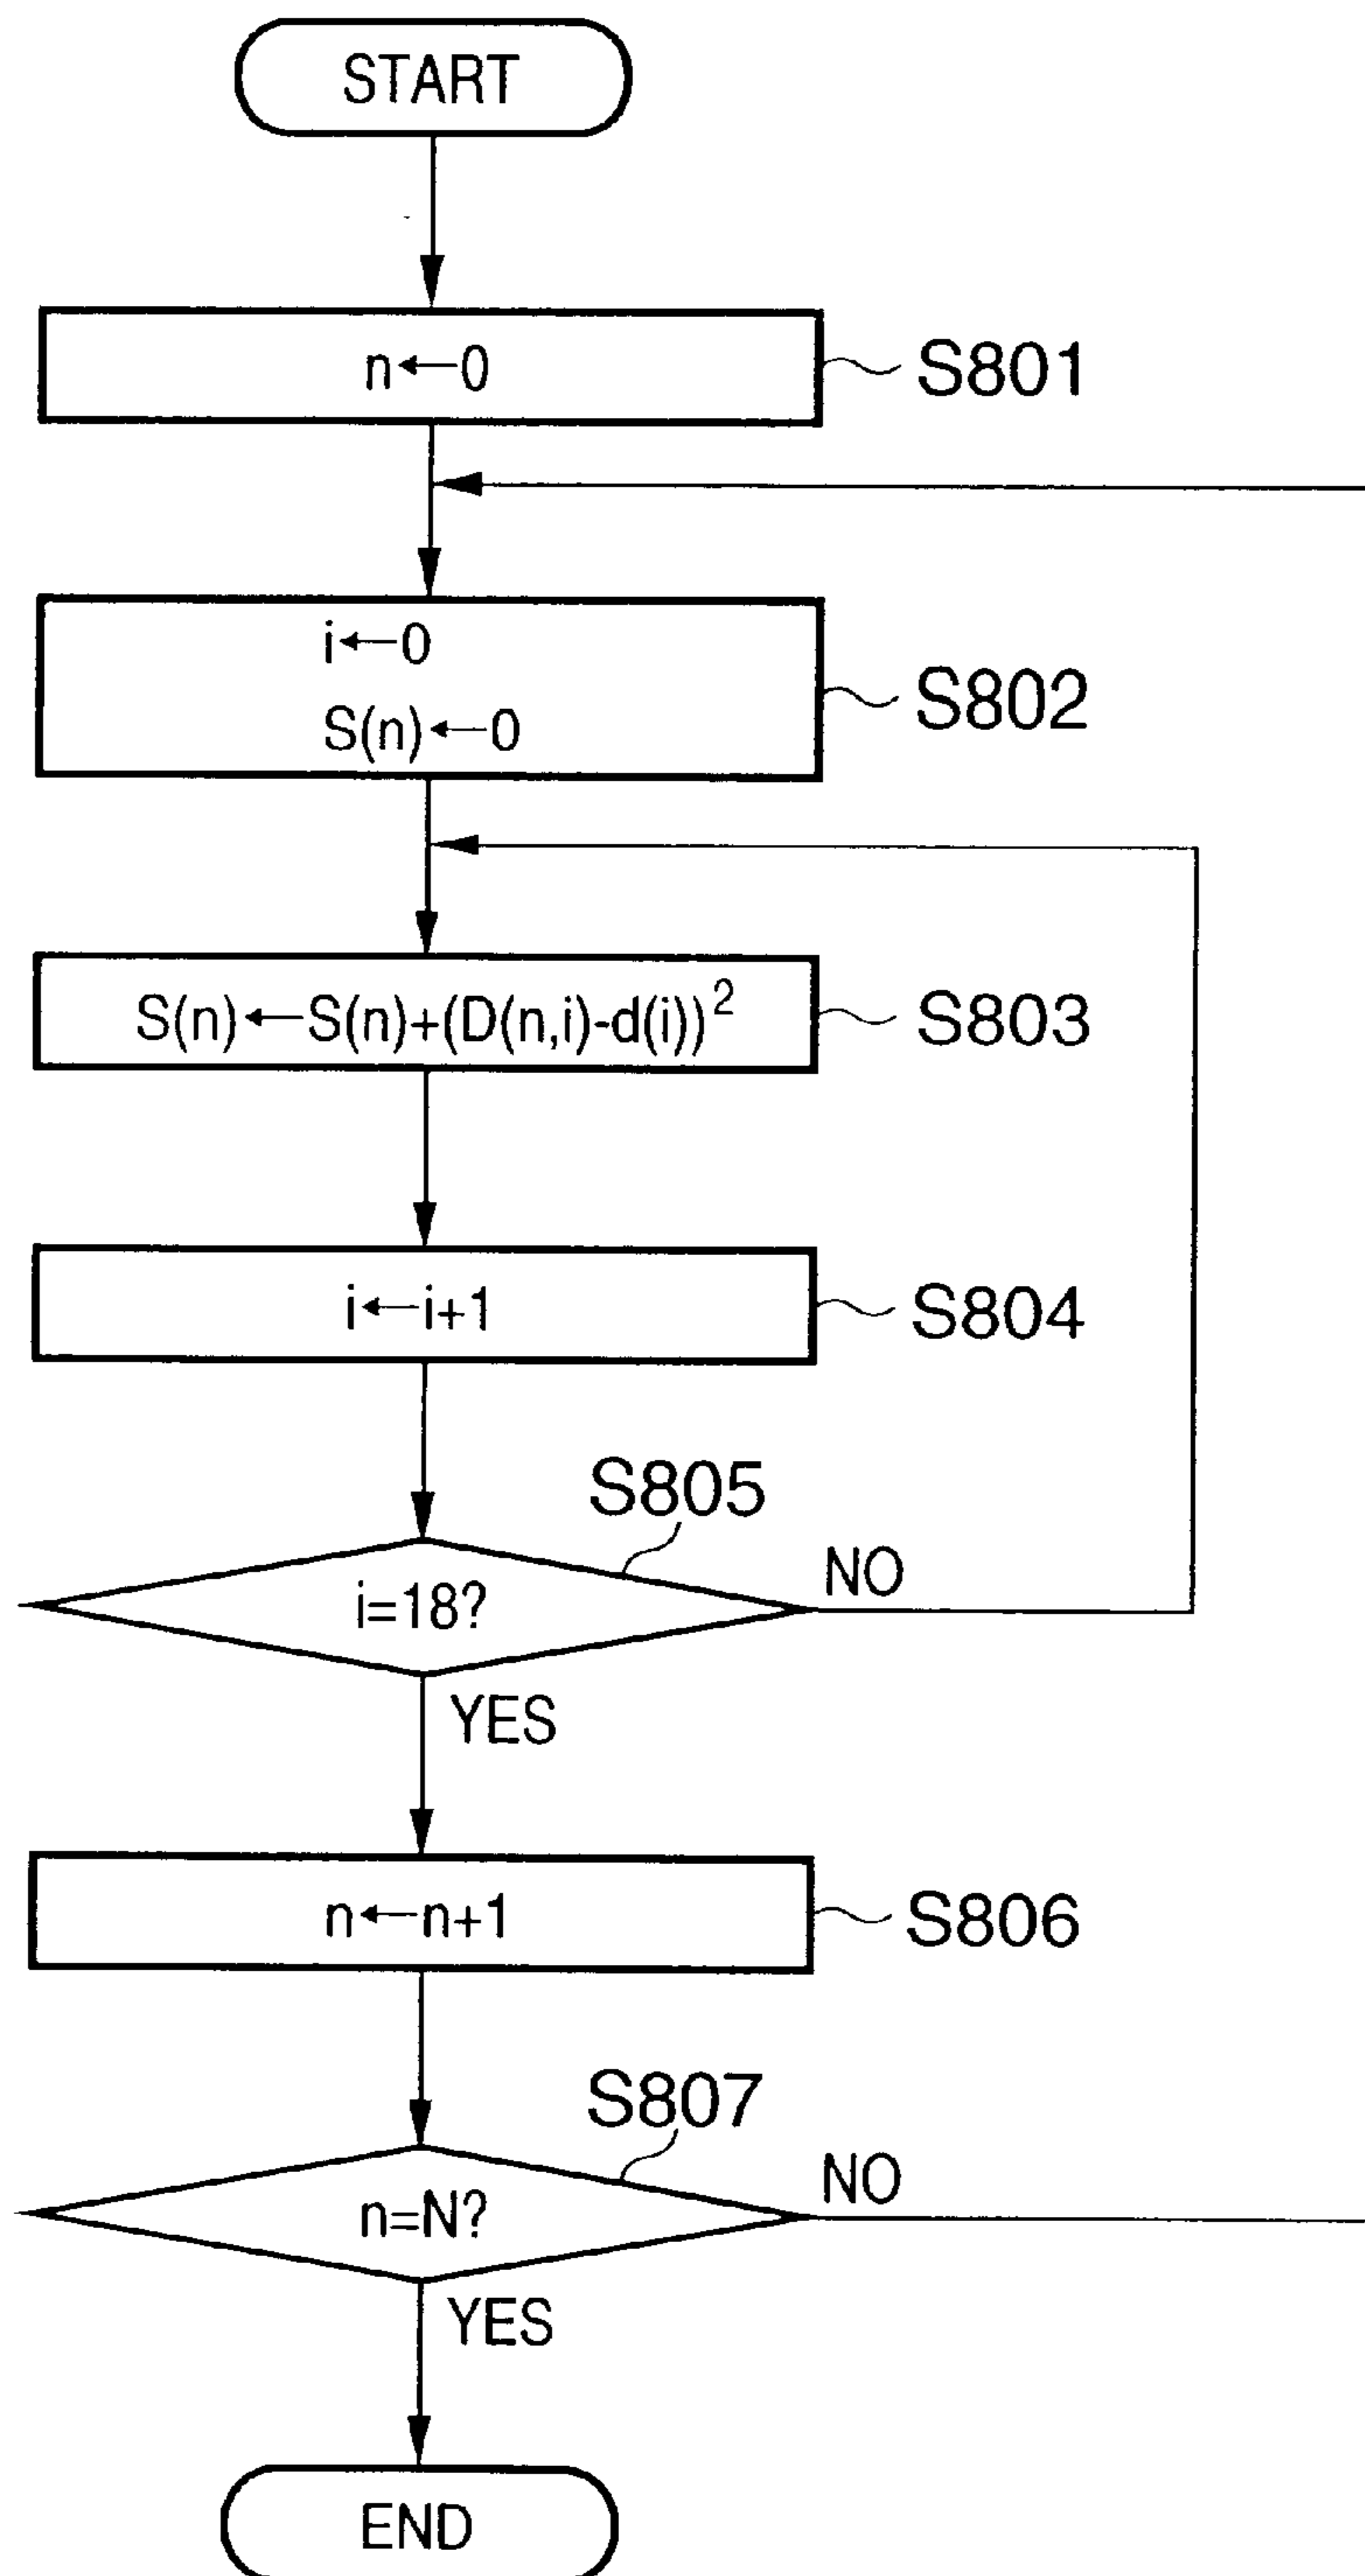 START
n←0
S801
i←0
S(n)←0
S802
S(n)←S(n)+(D(n,i)-d(i))²
S803
i←i+1
S804
S805
i=18?
NO
YES
n←n+1
S806
S807
n=N?
NO
YES
END